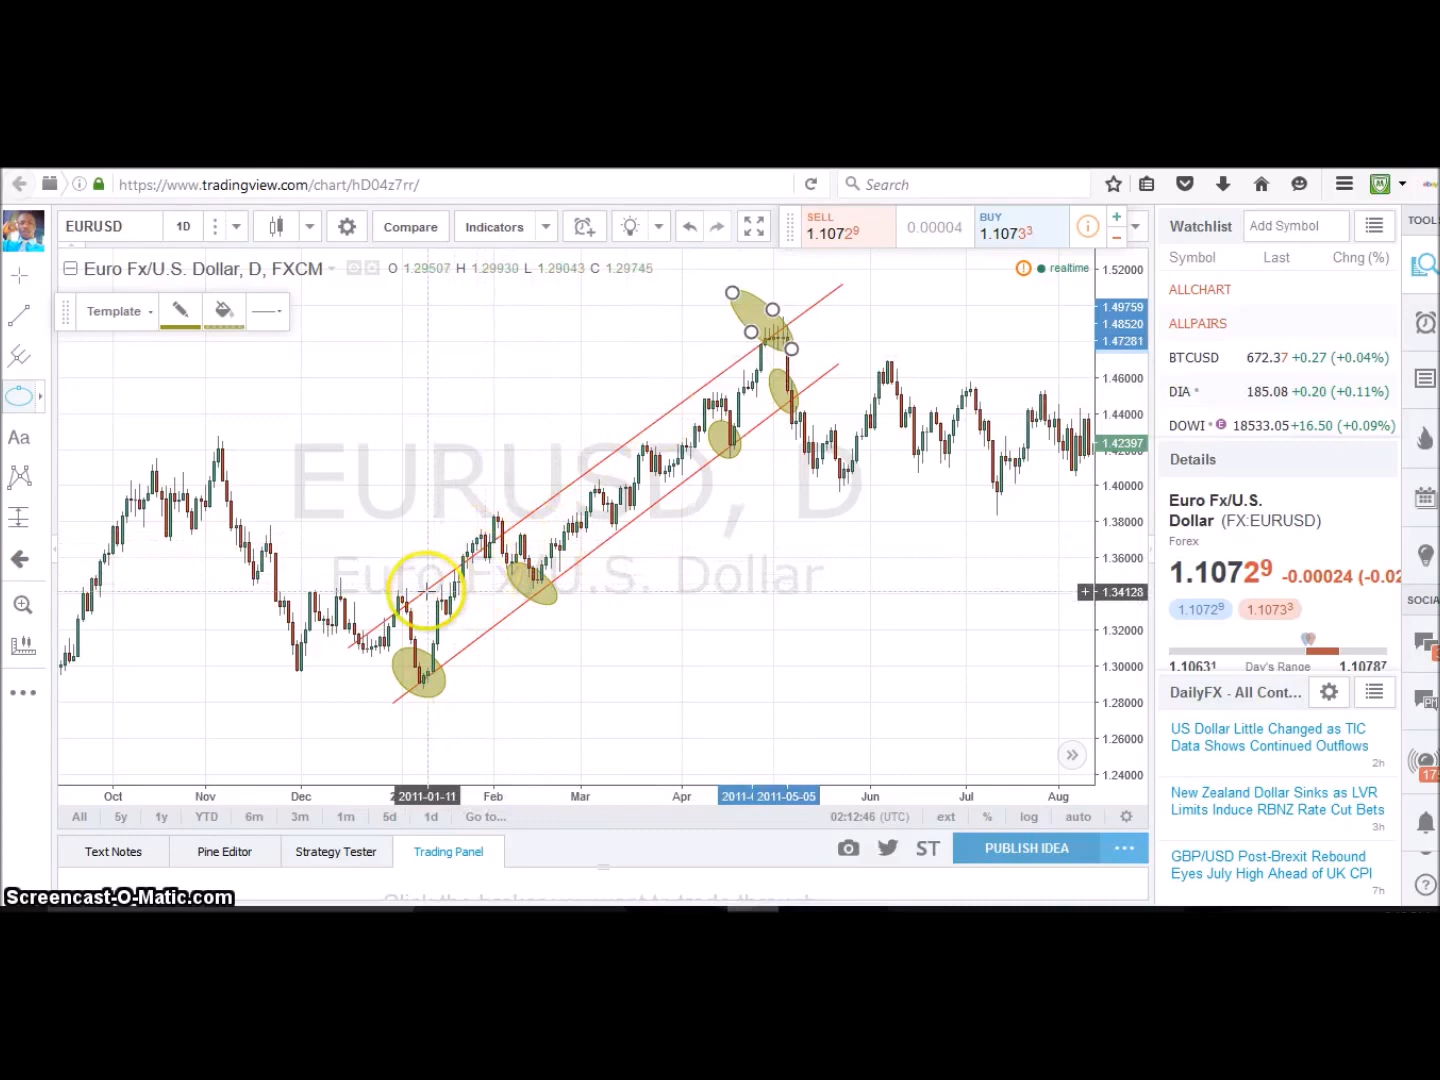 https://www.tradingview.com/chart/hD04z7rr/
Search
EURUSD
1D
Compare
Indicators
SELL
1.10729
0.00004
BUY
1.10733
Watchlist
Add Symbol
TOOL
Euro Fx/U.S. Dollar, D, FXCM
O 1.29507 H 1.29930 L 1.29043 C 1.29745
realtime
Symbol Last Chng (%)
ALLCHART
ALLPAIRS
BTCUSD 672.37 +0.27 (+0.04%)
DIA 185.08 +0.20 (+0.11%)
DOWI E 18533.05 +16.50 (+0.09%)
Template
Aa
EURUSD, D
Euro Fx/U.S. Dollar
1.52000
1.49759
1.48520
1.47281
1.46000
1.44000
1.42397
1.42000
1.40000
1.38000
1.36000
1.34128
1.32000
1.30000
1.28000
1.26000
1.24000
Details
Euro Fx/U.S.
Dollar (FX:EURUSD)
Forex
1.10729 -0.00024 (-0.02
1.10729 1.10733
SOCIA
1.10631 Day's Range 1.10787
DailyFX - All Cont...
US Dollar Little Changed as TIC
Data Shows Continued Outflows
2h
New Zealand Dollar Sinks as LVR
Limits Induce RBNZ Rate Cut Bets
3h
GBP/USD Post-Brexit Rebound
Eyes July High Ahead of UK CPI
7h
17
Oct Nov Dec 2011-01-11 Feb Mar Apr 2011-0 2011-05-05 Jun Jul Aug
All 5y 1y YTD 6m 3m 1m 5d 1d Go to...
02:12:46 (UTC) ext % log auto
Text Notes
Pine Editor
Strategy Tester
Trading Panel
ST
PUBLISH IDEA
Screencast-O-Matic.com